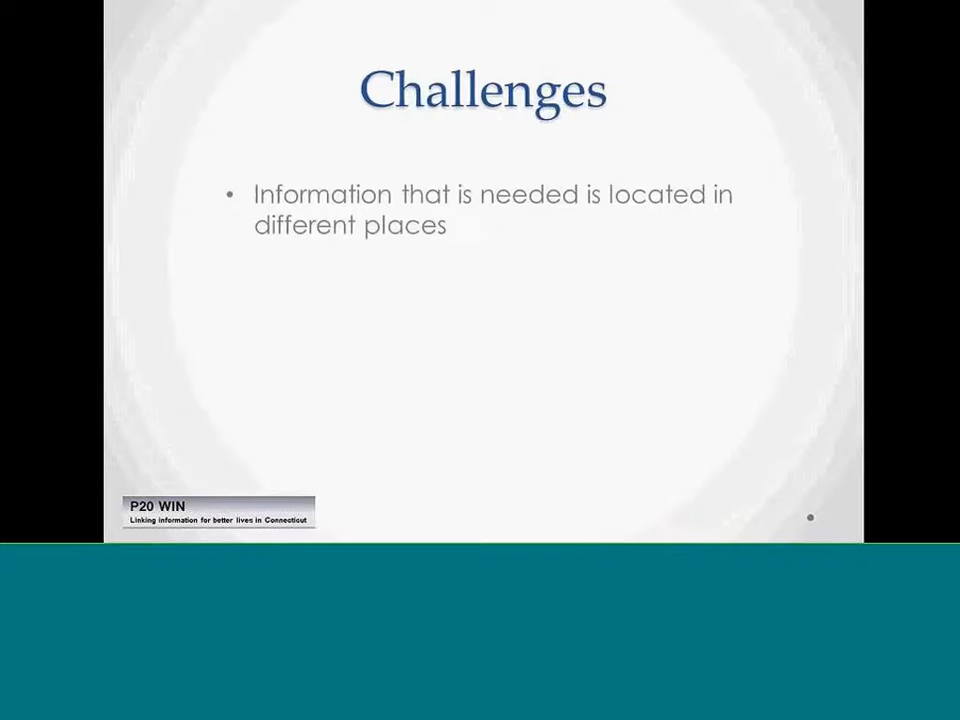 Challenges
• Information that is needed is located in
different places
P20 WIN
Linking information for better lives in Connecticut